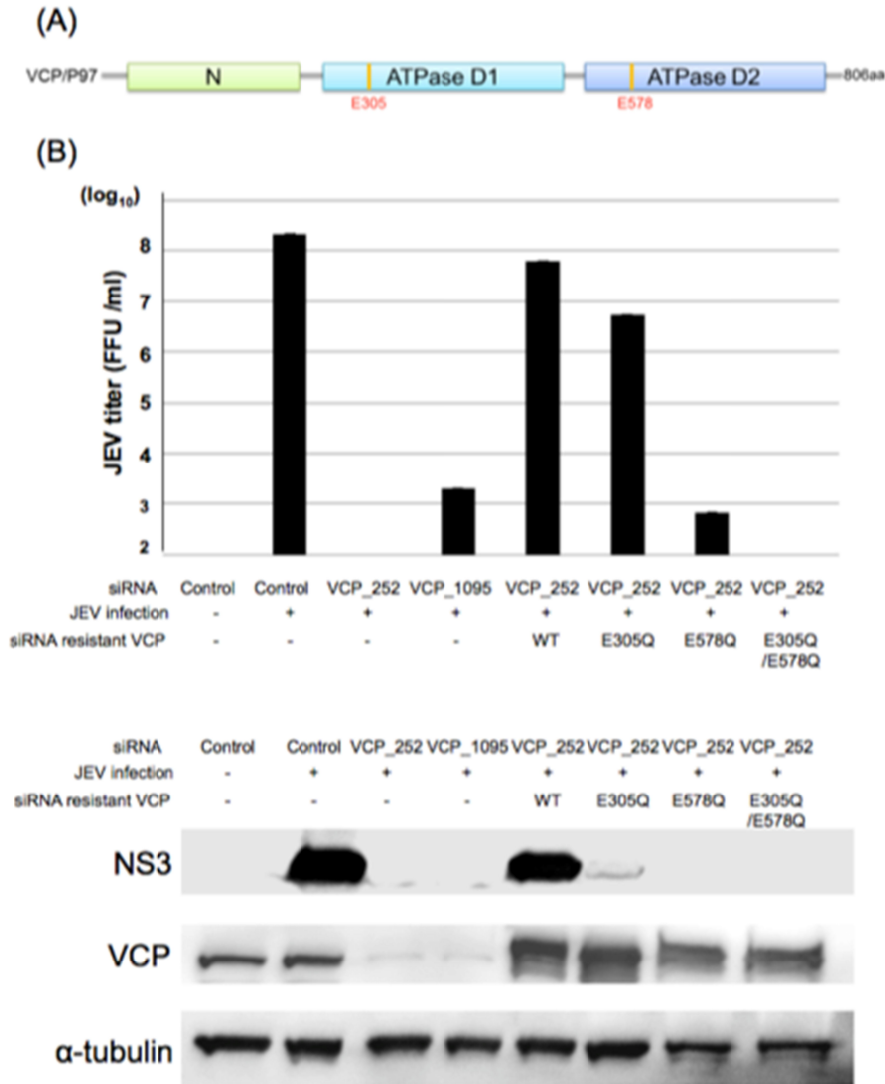 (A)
VCP/P97 N ATPase D1 ATPase D2 806aa
E305 E578
(B)
(log10)
8
7
6
5
4
3
2
JEV titer (FFU /ml)
siRNA Control Control VCP_252 VCP_1095 VCP_252 VCP_252 VCP_252 VCP_252
JEV infection - + + + + + + +
siRNA resistant VCP - - - - WT E305Q E578Q E305Q
/E578Q
siRNA Control Control VCP_252 VCP_1095 VCP_252 VCP_252 VCP_252 VCP_252
JEV infection - + + + + + + +
siRNA resistant VCP - - - - WT E305Q E578Q E305Q
/E578Q
NS3
VCP
α-tubulin